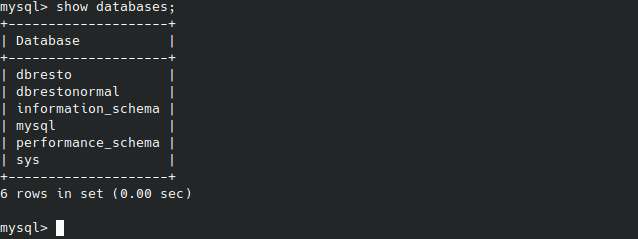 mysql> show databases;
+--------------------+
| Database           |
+--------------------+
| dbresto            |
| dbrestonormal      |
| information_schema |
| mysql              |
| performance_schema |
| sys                |
+--------------------+
6 rows in set (0.00 sec)
mysql>